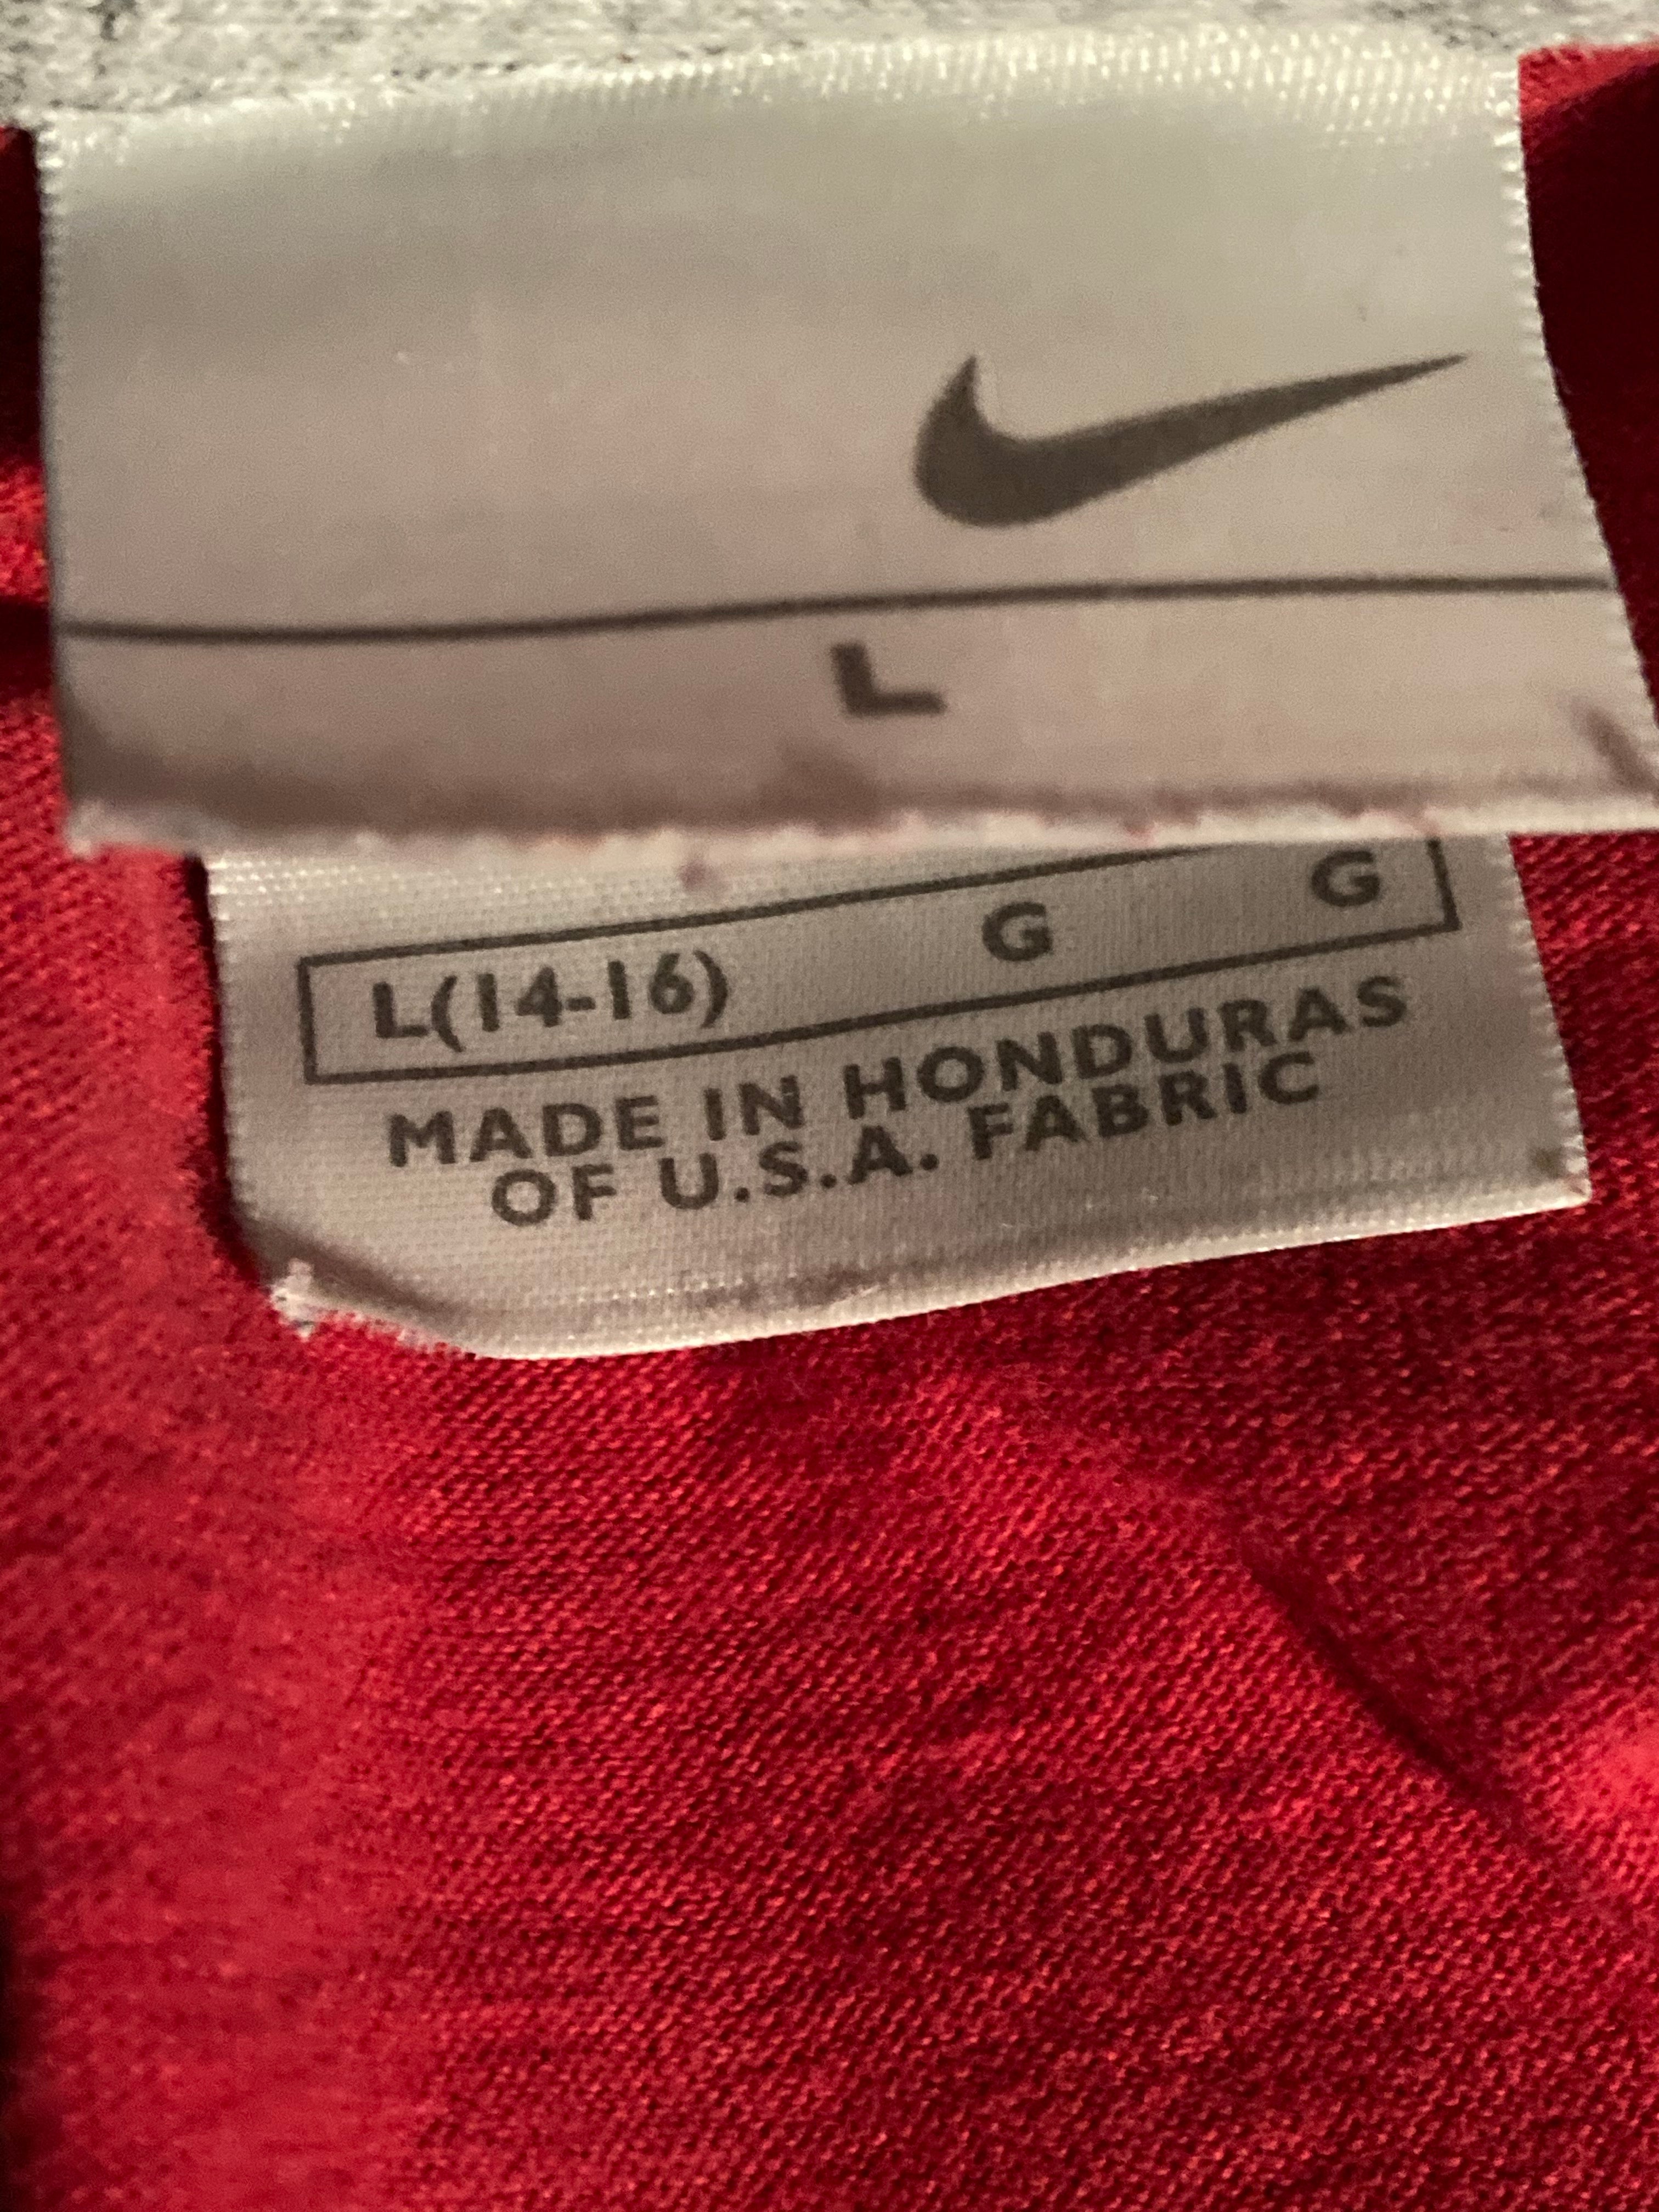 L
L(14-16) G G
MADE IN HONDURAS
OF U.S.A. FABRIC